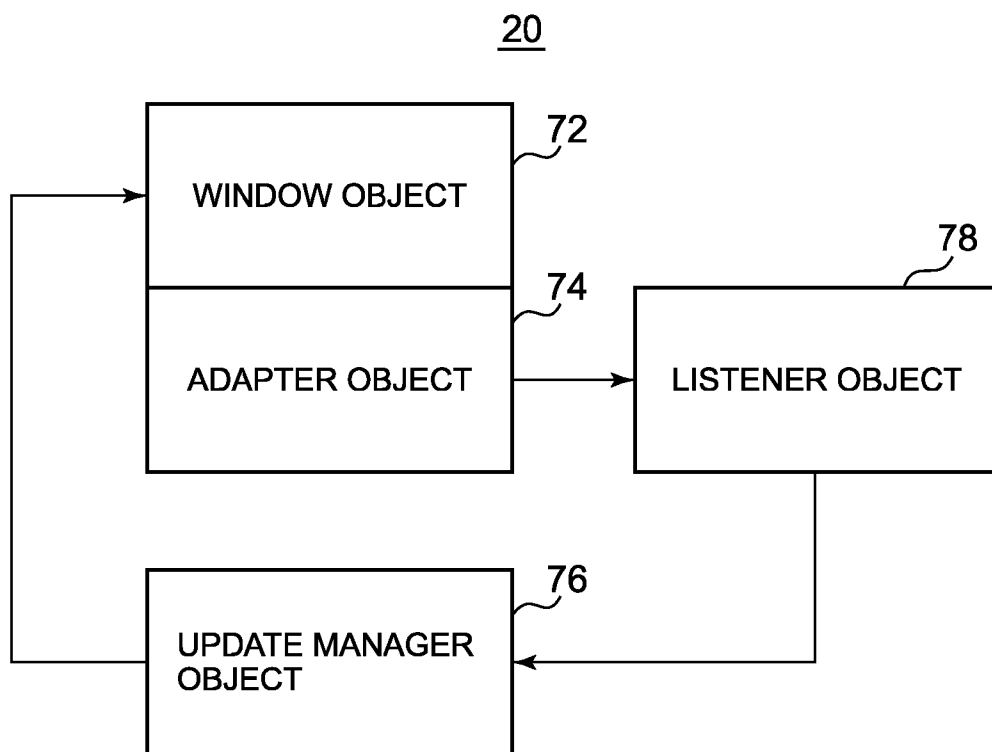 20
72
WINDOW OBJECT
74
78
ADAPTER OBJECT
LISTENER OBJECT
76
UPDATE MANAGER
OBJECT